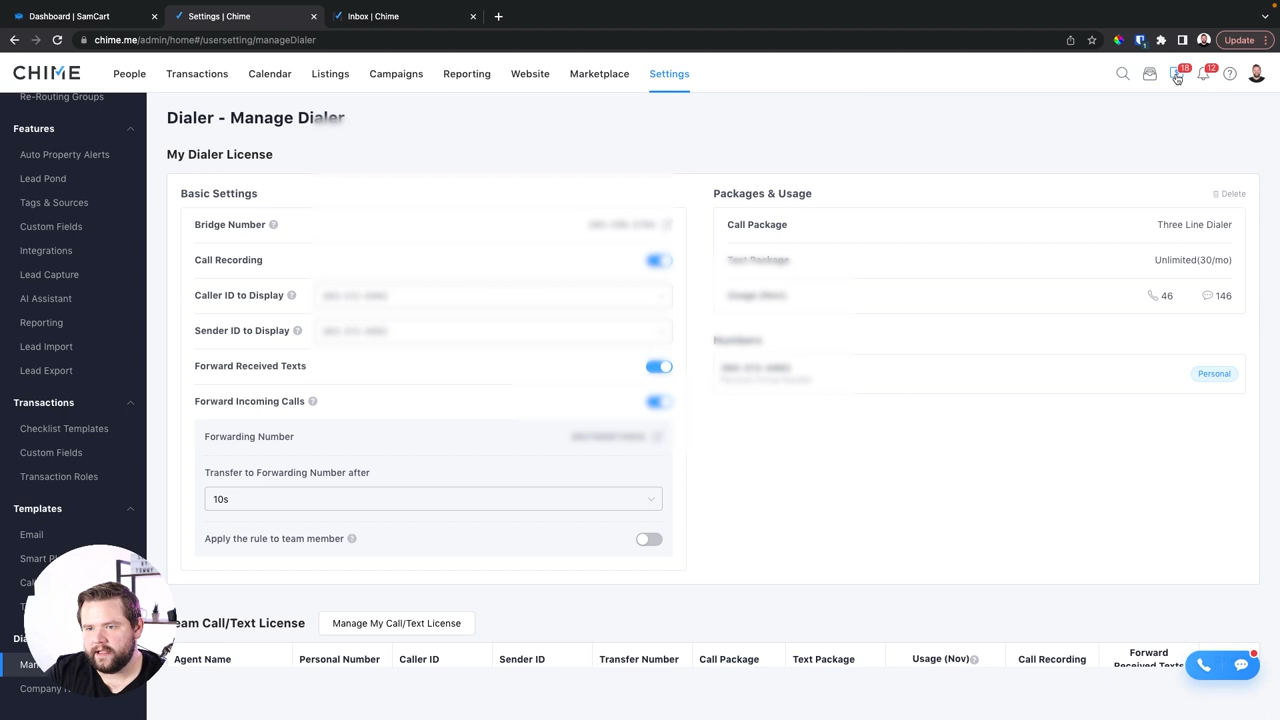 Dashboard | SamCart
Settings | Chime
Inbox | Chime
chime.me/admin/home#/usersetting/manageDialer
Update
CHIME
People
Transactions
Calendar
Listings
Campaigns
Reporting
Website
Marketplace
Settings
18
12
Re-Routing Groups
Features
Auto Property Alerts
Lead Pond
Tags & Sources
Custom Fields
Integrations
Lead Capture
AI Assistant
Reporting
Lead Import
Lead Export
Transactions
Checklist Templates
Custom Fields
Transaction Roles
Templates
Email
Dialer - Manage Dialer
My Dialer License
Basic Settings
Bridge Number
Call Recording
Caller ID to Display
Sender ID to Display
Forward Received Texts
Forward Incoming Calls
Forwarding Number
Transfer to Forwarding Number after
10s
Apply the rule to team member
Packages & Usage
Delete
Call Package
Three Line Dialer
Text Package
Unlimited(30/mo)
Usage (Nov)
46
146
Numbers
Personal
eam Call/Text License
Manage My Call/Text License
Agent Name
Personal Number
Caller ID
Sender ID
Transfer Number
Call Package
Text Package
Usage (Nov)
Call Recording
Forward
Received Texts